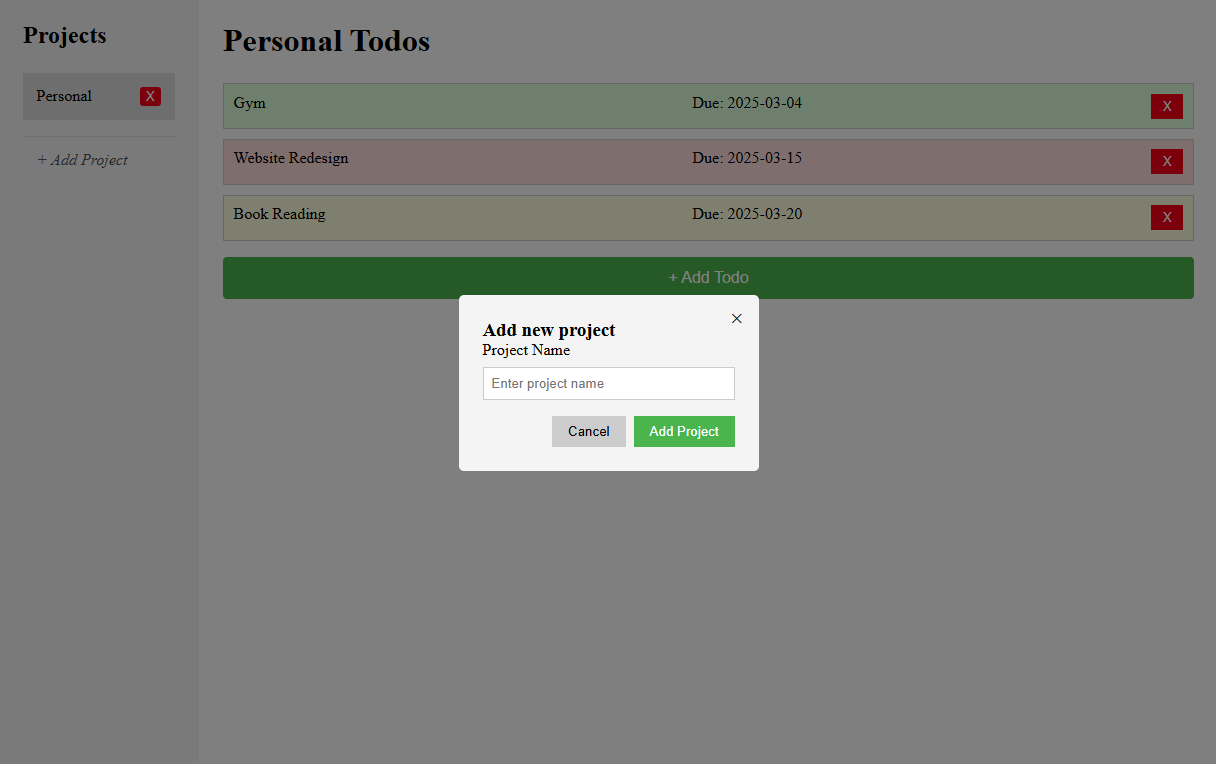 Projects
Personal X
+ Add Project
Personal Todos
Gym Due: 2025-03-04 X
Website Redesign Due: 2025-03-15 X
Book Reading Due: 2025-03-20 X
+ Add Todo
×
Add new project
Project Name
Enter project name
Cancel Add Project